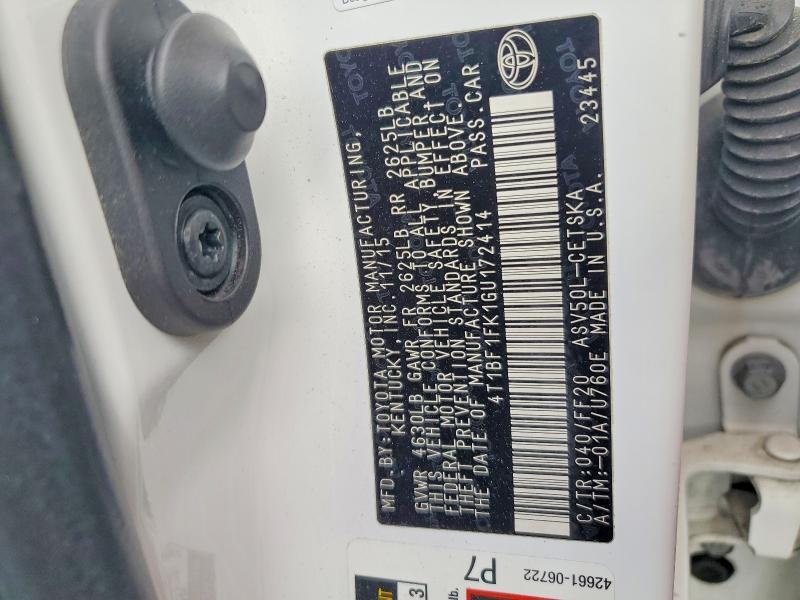 MFD. BY: TOYOTA MOTOR MANUFACTURING,
KENTUCKY, INC. 11/15
GVWR 4630LB GAWR FR 2625LB RR 2625LB
THIS VEHICLE CONFORMS TO ALL APPLICABLE
FEDERAL MOTOR VEHICLE SAFETY, BUMPER AND
THEFT PREVENTION STANDARDS IN EFFECT ON
THE DATE OF MANUFACTURE SHOWN ABOVE.
4T1BF1FK1GU172414 PASS. CAR
C/TR: 040/FF20 ASV50L-CETSKA 23445
A/TM: -01A/U760E MADE IN U.S.A.
P7
42661-06722
3
lb.